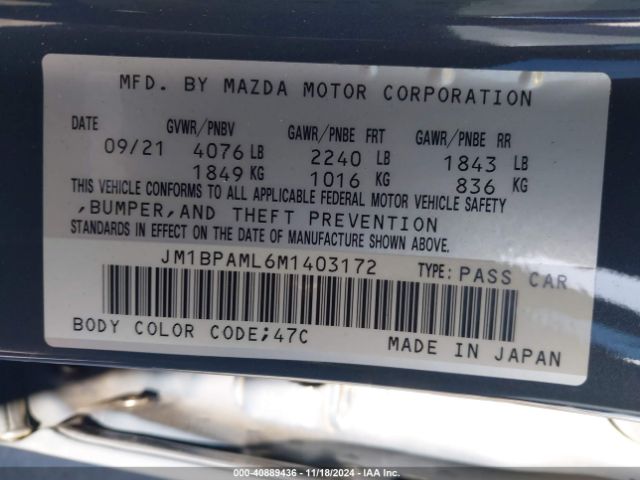 MFD. BY MAZDA MOTOR CORPORATION
DATE GVWR/PNBV GAWR/PNBE FRT GAWR/PNBE RR
09/21 4076 LB 2240 LB 1843 LB
1849 KG 1016 KG 836 KG
THIS VEHICLE CONFORMS TO ALL APPLICABLE FEDERAL MOTOR VEHICLE SAFETY
,BUMPER,AND THEFT PREVENTION
STANDARDS IN EFFECT ON THE DATE OF MANUFACTURE SHOWN ABOVE.
JM1BPAML6M1403172 TYPE: PASS CAR
BODY COLOR CODE;47C MADE IN JAPAN
000-40889436 - 11/18/2024 - IAA Inc.